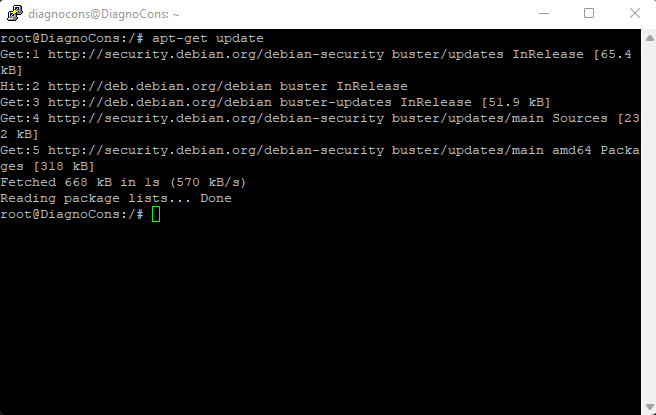 diagnocons@DiagnoCons: ~
root@DiagnoCons:/# apt-get update
Get:1 http://security.debian.org/debian-security buster/updates InRelease [65.4
kB]
Hit:2 http://deb.debian.org/debian buster InRelease
Get:3 http://deb.debian.org/debian buster-updates InRelease [51.9 kB]
Get:4 http://security.debian.org/debian-security buster/updates/main Sources [23
2 kB]
Get:5 http://security.debian.org/debian-security buster/updates/main amd64 Packa
ges [318 kB]
Fetched 668 kB in 1s (570 kB/s)
Reading package lists... Done
root@DiagnoCons:/#